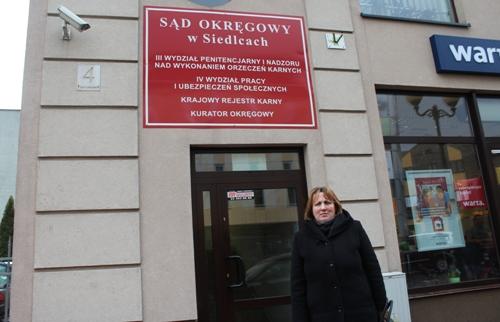 SĄD OKRĘGOWY
w Siedlcach
III WYDZIAŁ PENITENCJARNY I NADZORU
NAD WYKONANIEM ORZECZEŃ KARNYCH
IV WYDZIAŁ PRACY
I UBEZPIECZEŃ SPOŁECZNYCH
KRAJOWY REJESTR KARNY
KURATOR OKRĘGOWY
4
warta
warta.